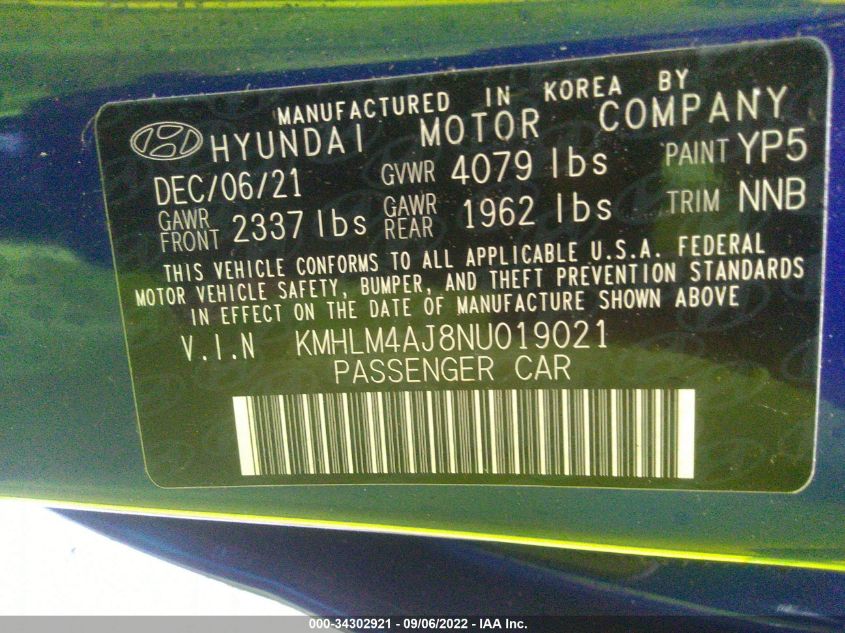 MANUFACTURED IN KOREA BY
HYUNDAI MOTOR COMPANY
DEC/06/21 GVWR 4079 lbs PAINT YP5
GAWR FRONT 2337 lbs GAWR REAR 1962 lbs TRIM NNB
THIS VEHICLE CONFORMS TO ALL APPLICABLE U.S.A. FEDERAL
MOTOR VEHICLE SAFETY, BUMPER, AND THEFT PREVENTION STANDARDS
IN EFFECT ON THE DATE OF MANUFACTURE SHOWN ABOVE
V.I.N KMHLM4AJ8NU019021
PASSENGER CAR
000-34302921 - 09/06/2022 - IAA Inc.